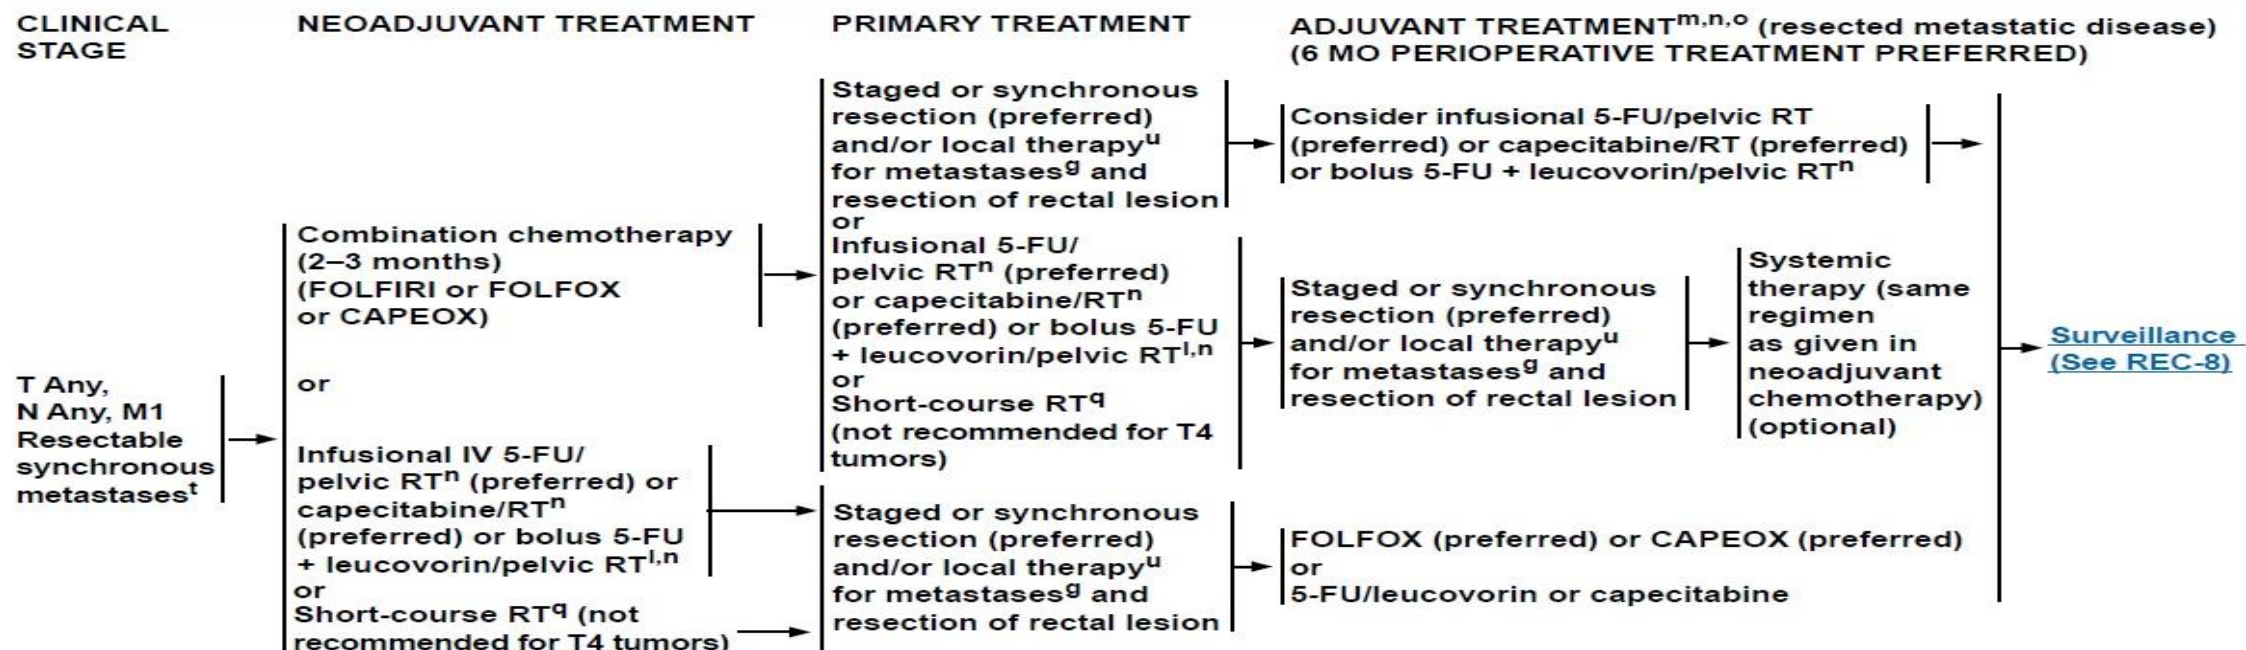 CLINICAL
STAGE
NEOADJUVANT TREATMENT
PRIMARY TREATMENT
ADJUVANT TREATMENTm,n,o (resected metastatic disease)
(6 MO PERIOPERATIVE TREATMENT PREFERRED)
T Any,
N Any, M1
Resectable
synchronous
metastasest
Combination chemotherapy
(2–3 months)
(FOLFIRI or FOLFOX
or CAPEOX)
or
Infusional IV 5-FU/
pelvic RTn (preferred) or
capecitabine/RTn
(preferred) or bolus 5-FU
+ leucovorin/pelvic RTl,n
or
Short-course RTq (not
recommended for T4 tumors)
Staged or synchronous
resection (preferred)
and/or local therapyu
for metastasesg and
resection of rectal lesion
or
Infusional 5-FU/
pelvic RTn (preferred)
or capecitabine/RTn
(preferred) or bolus 5-FU
+ leucovorin/pelvic RTl,n
or
Short-course RTq
(not recommended for T4
tumors)
Staged or synchronous
resection (preferred)
and/or local therapyu
for metastasesg and
resection of rectal lesion
Consider infusional 5-FU/pelvic RT
(preferred) or capecitabine/RT (preferred)
or bolus 5-FU + leucovorin/pelvic RTn
Staged or synchronous
resection (preferred)
and/or local therapyu
for metastasesg and
resection of rectal lesion
Systemic
therapy (same
regimen
as given in
neoadjuvant
chemotherapy)
(optional)
FOLFOX (preferred) or CAPEOX (preferred)
or
5-FU/leucovorin or capecitabine
Surveillance
(See REC-8)